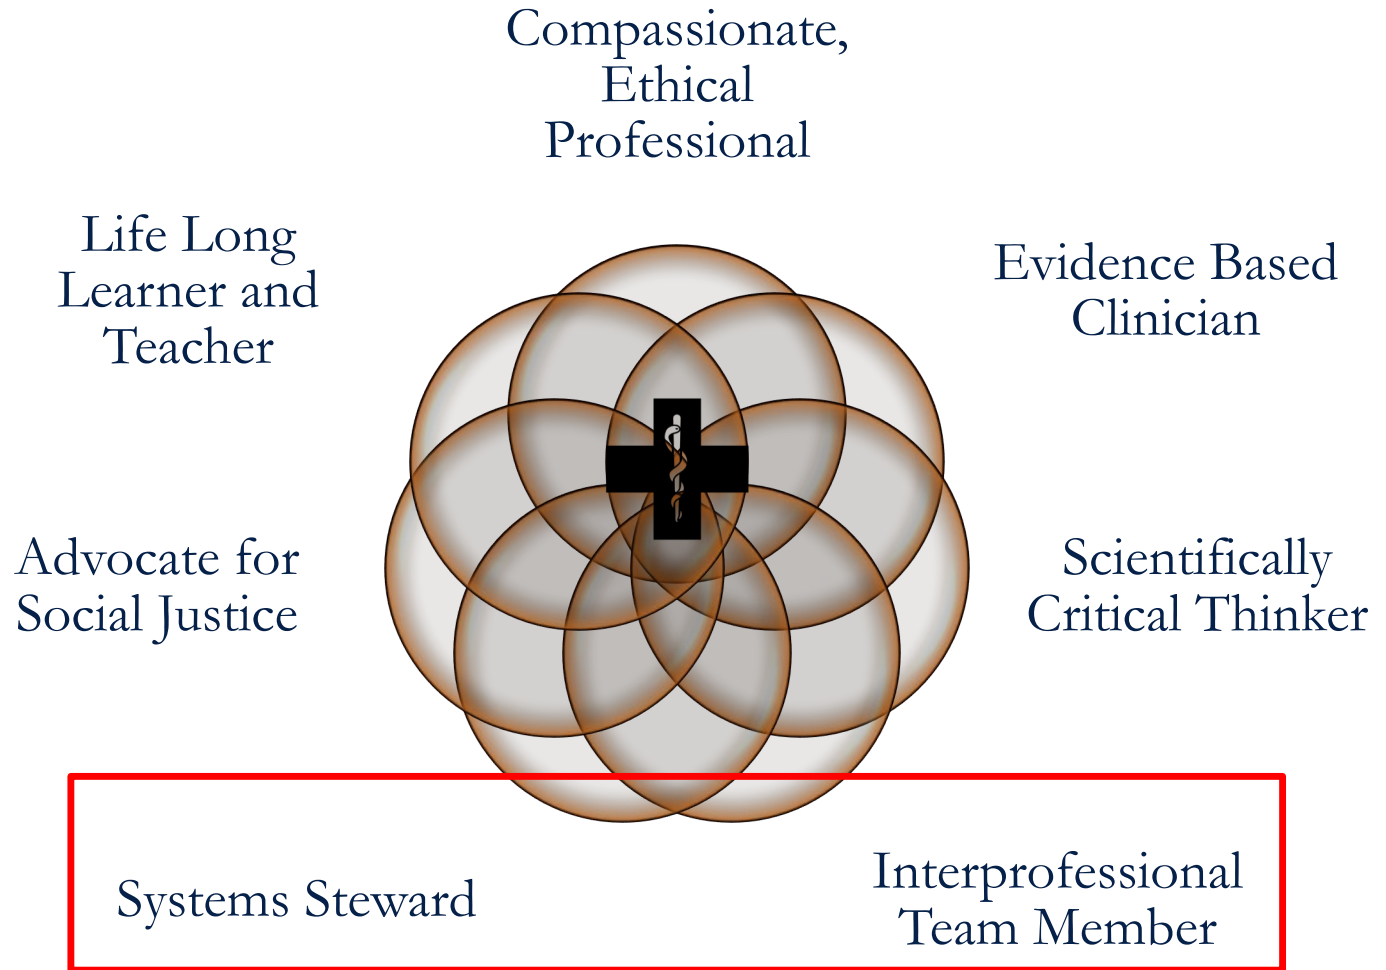 Compassionate,
Ethical
Professional
Life Long
Learner and
Teacher
Evidence Based
Clinician
Advocate for
Social Justice
Scientifically
Critical Thinker
Systems Steward
Interprofessional
Team Member